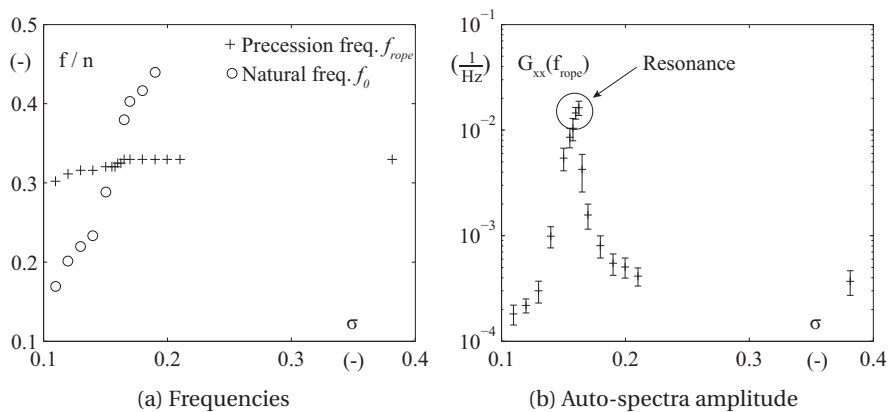 0.5
(-)
0.4
0.3
0.2
0.1
f / n
+ Precession freq. f_rope
○ Natural freq. f_0
σ
0.1
0.2
0.3
(-)
0.4
(a) Frequencies
10^-1
(1/Hz)
10^-2
10^-3
10^-4
G_xx(f_rope)
Resonance
σ
0.1
0.2
0.3
(-)
0.4
(b) Auto-spectra amplitude